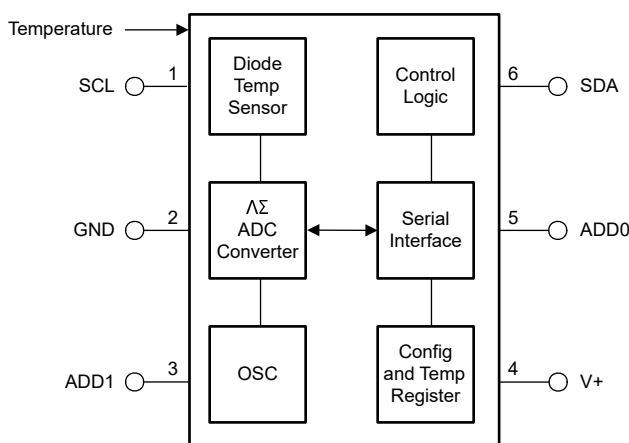 Temperature
Diode
Temp
Sensor
Control
Logic
1
SCL
6
SDA
ΛΣ
ADC
Converter
Serial
Interface
2
GND
5
ADD0
OSC
Config
and Temp
Register
3
ADD1
4
V+